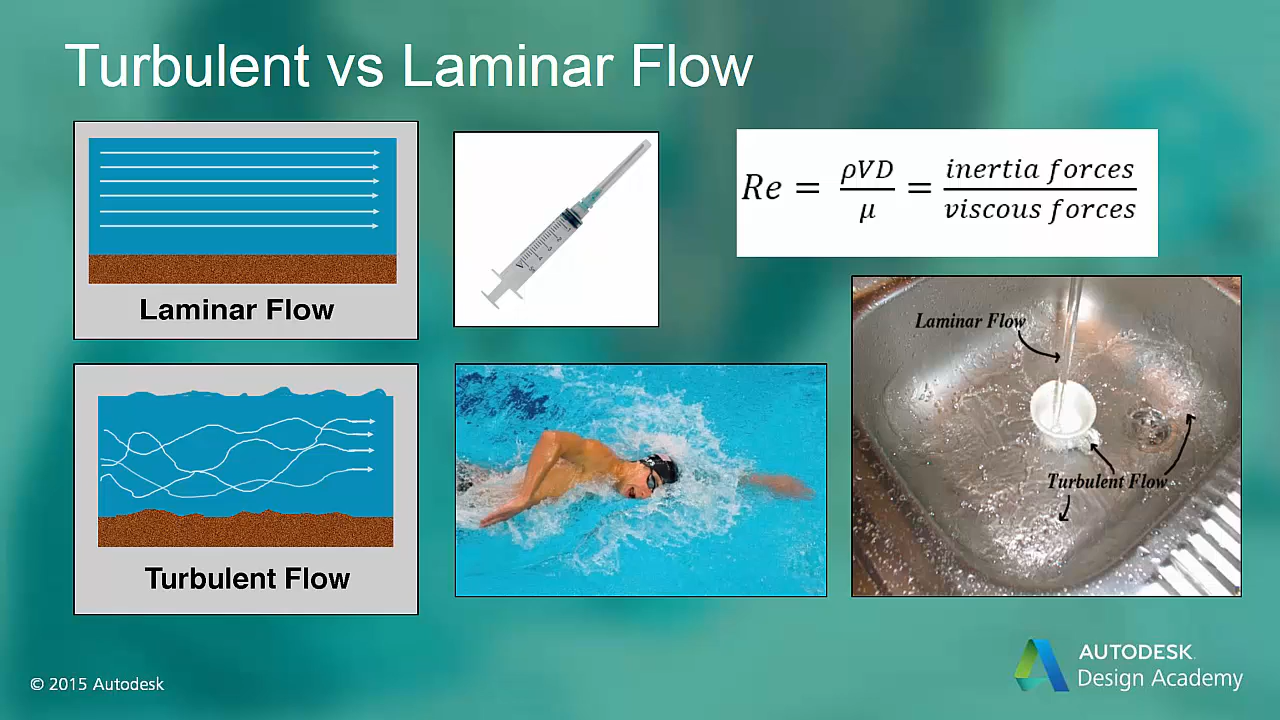 Turbulent vs Laminar Flow
Laminar Flow
Re = ρVD/μ = inertia forces/viscous forces
Laminar Flow
Turbulent Flow
Turbulent Flow
© 2015 Autodesk
AUTODESK
Design Academy